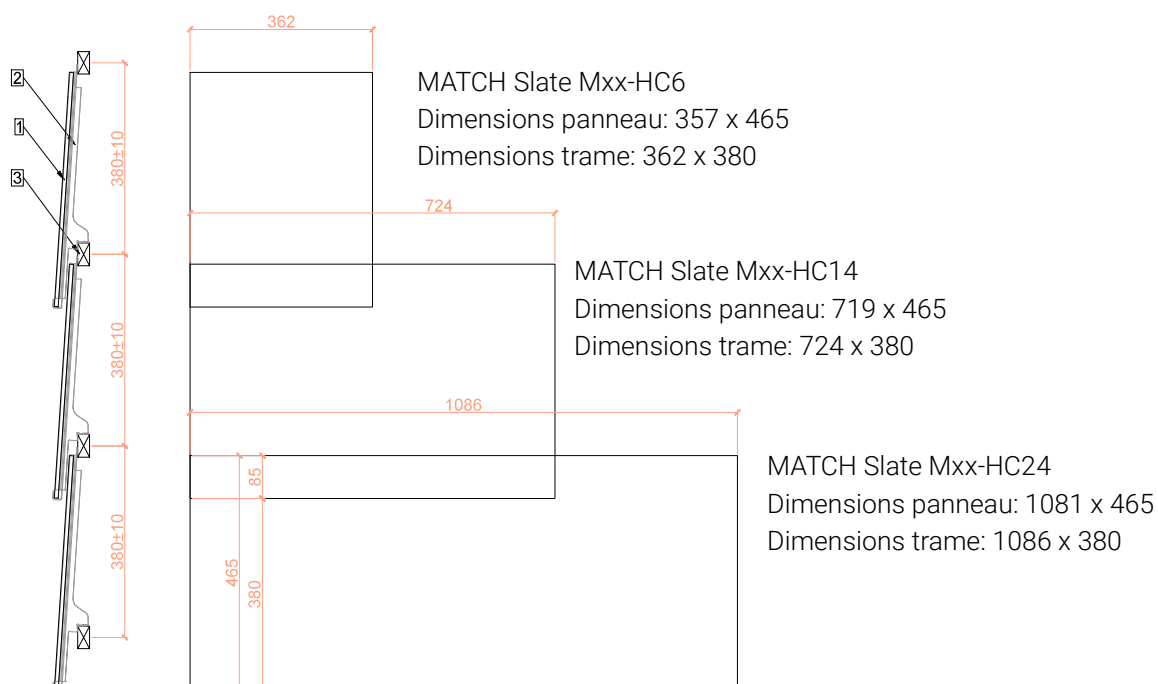 362
2
1
3
380±10
MATCH Slate Mxx-HC6
Dimensions panneau: 357 x 465
Dimensions trame: 362 x 380
724
380±10
MATCH Slate Mxx-HC14
Dimensions panneau: 719 x 465
Dimensions trame: 724 x 380
1086
380±10
85
465
380
MATCH Slate Mxx-HC24
Dimensions panneau: 1081 x 465
Dimensions trame: 1086 x 380